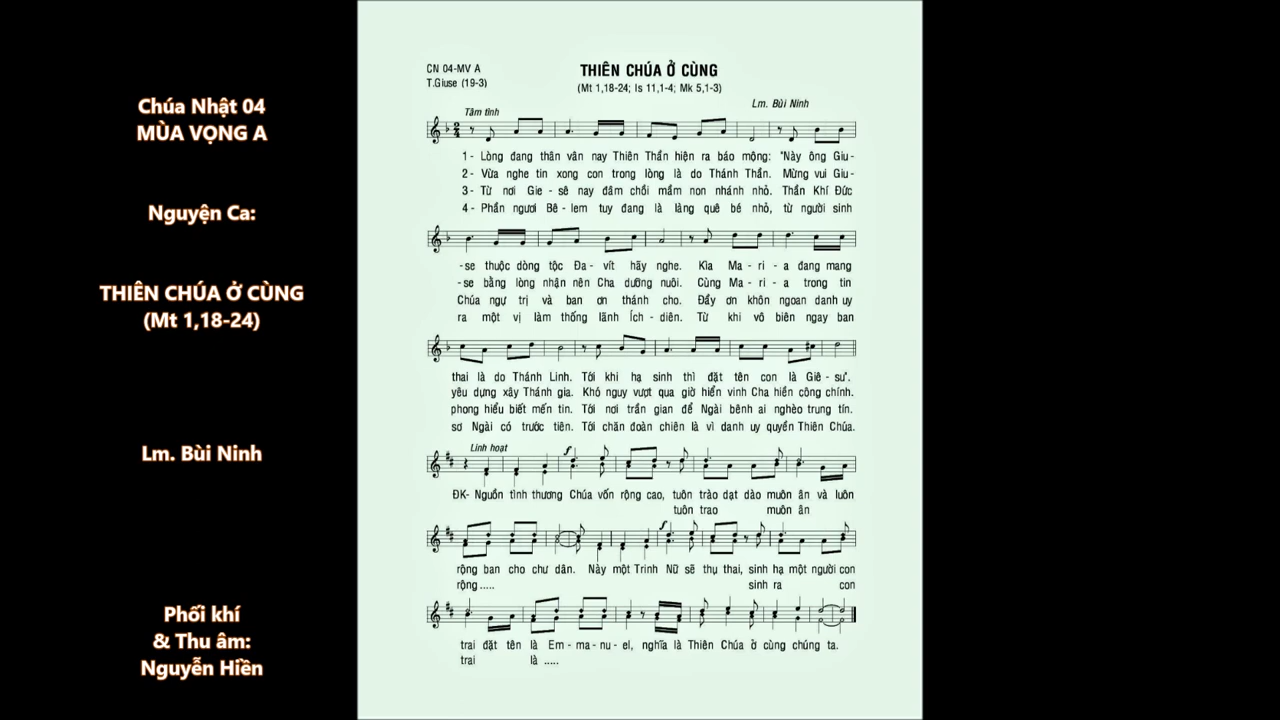 Chúa Nhật 04
MÙA VỌNG A
Nguyện Ca:
THIÊN CHÚA Ở CÙNG
(Mt 1,18-24)
Lm. Bùi Ninh
Phối khí
& Thu âm:
Nguyễn Hiền
CN 04-MV A
T.Giuse (19-3)
THIÊN CHÚA Ở CÙNG
(Mt 1,18-24; Is 11,1-4; Mk 5,1-3)
Lm. Bùi Ninh
Tâm tình
1- Lòng đang thân vân nay Thiên Thần hiện ra báo mộng: "Này ông Giu-
2- Vừa nghe tin xong con trong lòng là do Thánh Thần. Mừng vui Giu-
3- Từ nơi Gie - sê nay đâm chồi mầm non nhánh nhỏ. Thần Khí Đức
4- Phần ngươi Bê - lem tuy đang là làng quê bé nhỏ, từ người sinh
-se thuộc dòng tộc Đa - vít hãy nghe. Kìa Ma - ri - a đang mang
-se bằng lòng nhận nên Cha dưỡng nuôi. Cùng Ma - ri - a trong tin
Chúa ngự trị và ban ơn thánh cho. Đầy ơn khôn ngoan danh uy
ra một vị làm thống lãnh Ích - diên. Từ khi vô biên ngay ban
thai là do Thánh Linh. Tới khi hạ sinh thì đặt tên con là Giê - su".
yêu dựng xây Thánh gia. Khó nguy vượt qua giờ hiển vinh Cha hiền công chính.
phong hiểu biết mến tin. Tới nơi trần gian để Ngài bênh ai nghèo trung tín.
sơ Ngài có trước tiên. Tới chăn đoàn chiên là vì danh uy quyền Thiên Chúa.
Linh hoạt
f
ĐK- Nguồn tình thương Chúa vốn rộng cao, tuôn trào dạt dào muôn ân và luôn
tuôn trao muôn ân
f
rộng ban cho chư dân. Này một Trinh Nữ sẽ thụ thai, sinh hạ một người con
rộng ..... sinh ra con
trai đặt tên là Em - ma - nu - el, nghĩa là Thiên Chúa ở cùng chúng ta.
trai là .....